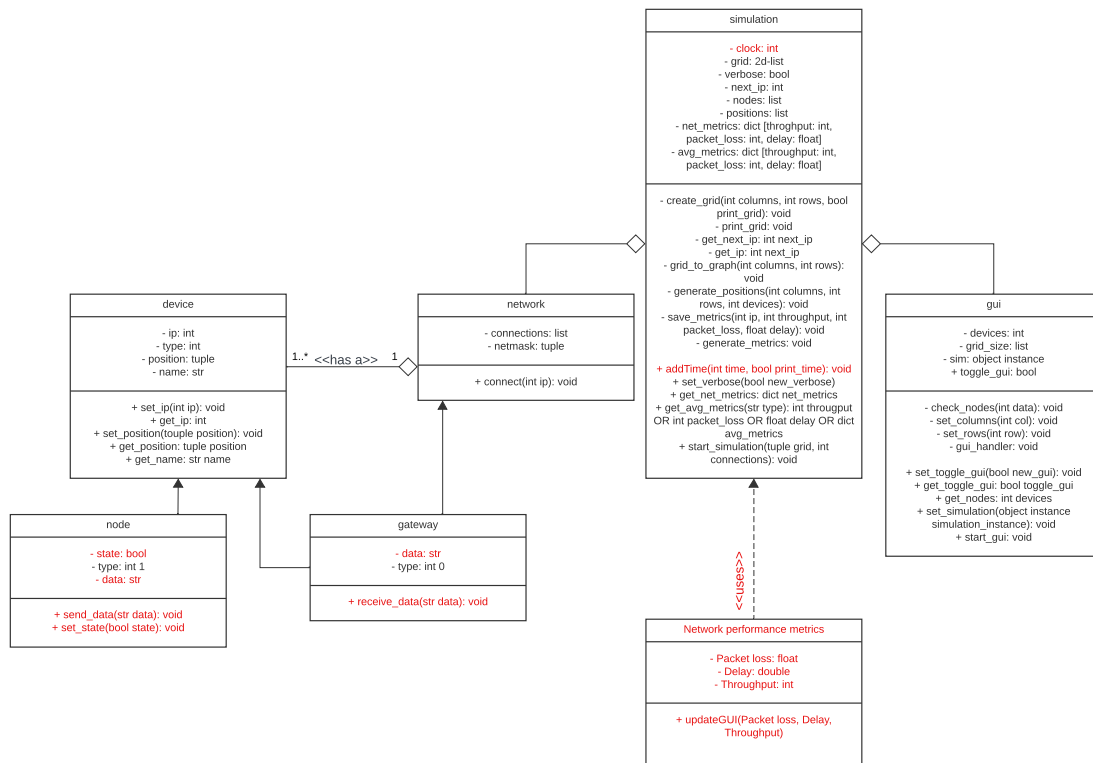 simulation
- clock: int
- grid: 2d-list
- verbose: bool
- next_ip: int
- nodes: list
- positions: list
- net_metrics: dict [throghput: int,
packet_loss: int, delay: float]
- avg_metrics: dict [throughput: int,
packet_loss: int, delay: float]
- create_grid(int columns, int rows, bool
print_grid): void
- print_grid: void
- get_next_ip: int next_ip
- get_ip: int next_ip
- grid_to_graph(int columns, int rows):
void
- generate_positions(int columns, int
rows, int devices): void
- save_metrics(int ip, int throughput, int
packet_loss, float delay): void
- generate_metrics: void
+ addTime(int time, bool print_time): void
+ set_verbose(bool new_verbose)
+ get_net_metrics: dict net_metrics
+ get_avg_metrics(str type): int througput
OR int packet_loss OR float delay OR dict
avg_metrics
+ start_simulation(tuple grid, int
connections): void
device
- ip: int
- type: int
- position: tuple
- name: str
+ set_ip(int ip): void
+ get_ip: int
+ set_position(touple position): void
+ get_position: tuple position
+ get_name: str name
1..*
<<has a>>
1
network
- connections: list
- netmask: tuple
+ connect(int ip): void
gui
- devices: int
- grid_size: list
- sim: object instance
+ toggle_gui: bool
- check_nodes(int data): void
- set_columns(int col): void
- set_rows(int row): void
- gui_handler: void
+ set_toggle_gui(bool new_gui): void
+ get_toggle_gui: bool toggle_gui
+ get_nodes: int devices
+ set_simulation(object instance
simulation_instance): void
+ start_gui: void
node
- state: bool
- type: int 1
- data: str
+ send_data(str data): void
+ set_state(bool state): void
gateway
- data: str
- type: int 0
+ receive_data(str data): void
<<uses>>
Network performance metrics
- Packet loss: float
- Delay: double
- Throughput: int
+ updateGUI(Packet loss, Delay,
Throughput)